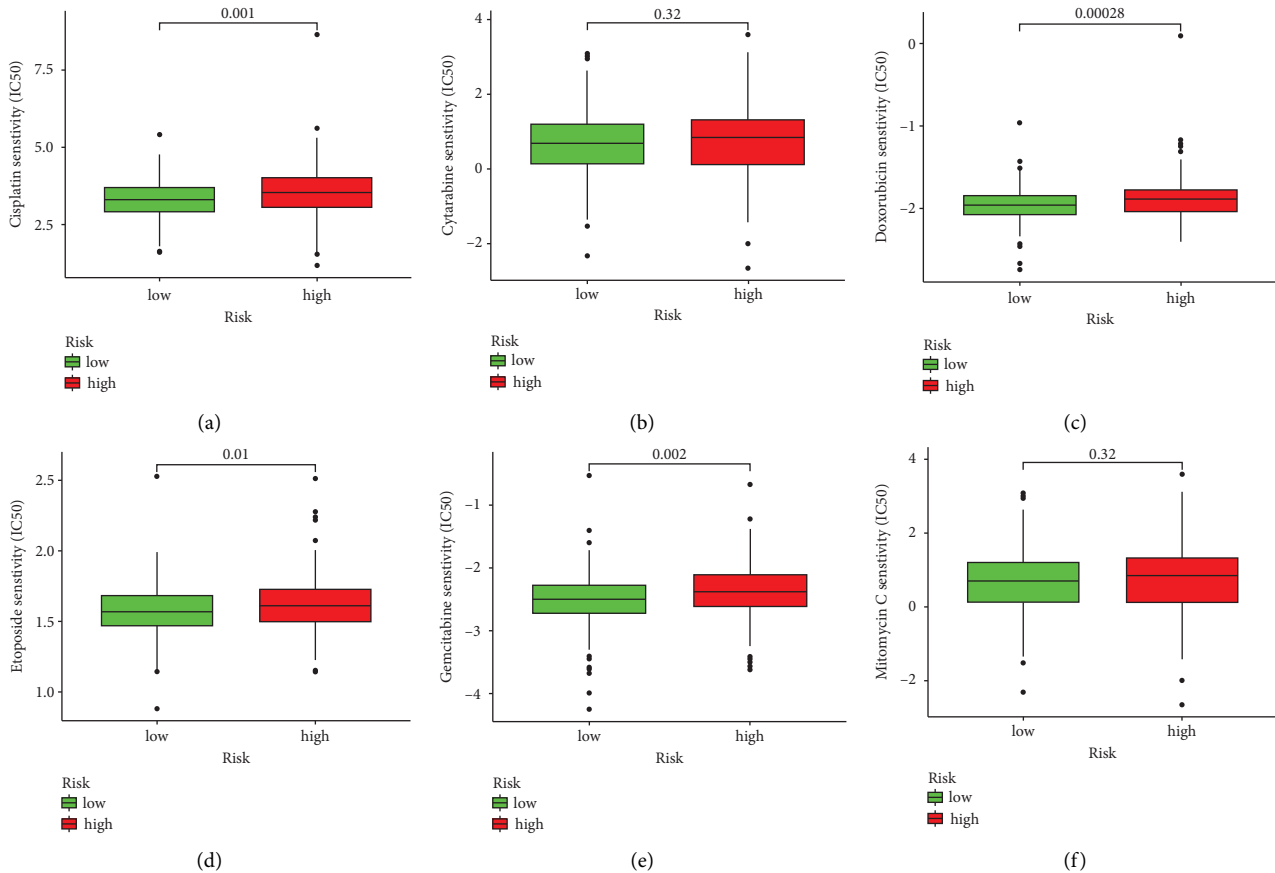 0.001
Cisplatin senstivity (IC50)
7.5
5.0
2.5
low
high
Risk
Risk
low
high
(a)
0.32
Cytarabine senstivity (IC50)
4
2
0
−2
low
high
Risk
Risk
low
high
(b)
0.00028
Doxorubicin senstivity (IC50)
0
−1
−2
low
high
Risk
Risk
low
high
(c)
0.01
Etoposide senstivity (IC50)
2.5
2.0
1.5
1.0
low
high
Risk
Risk
low
high
(d)
0.002
Gemcitabine senstivity (IC50)
−1
−2
−3
−4
low
high
Risk
Risk
low
high
(e)
0.32
Mitomycin C senstivity (IC50)
4
2
0
−2
low
high
Risk
Risk
low
high
(f)